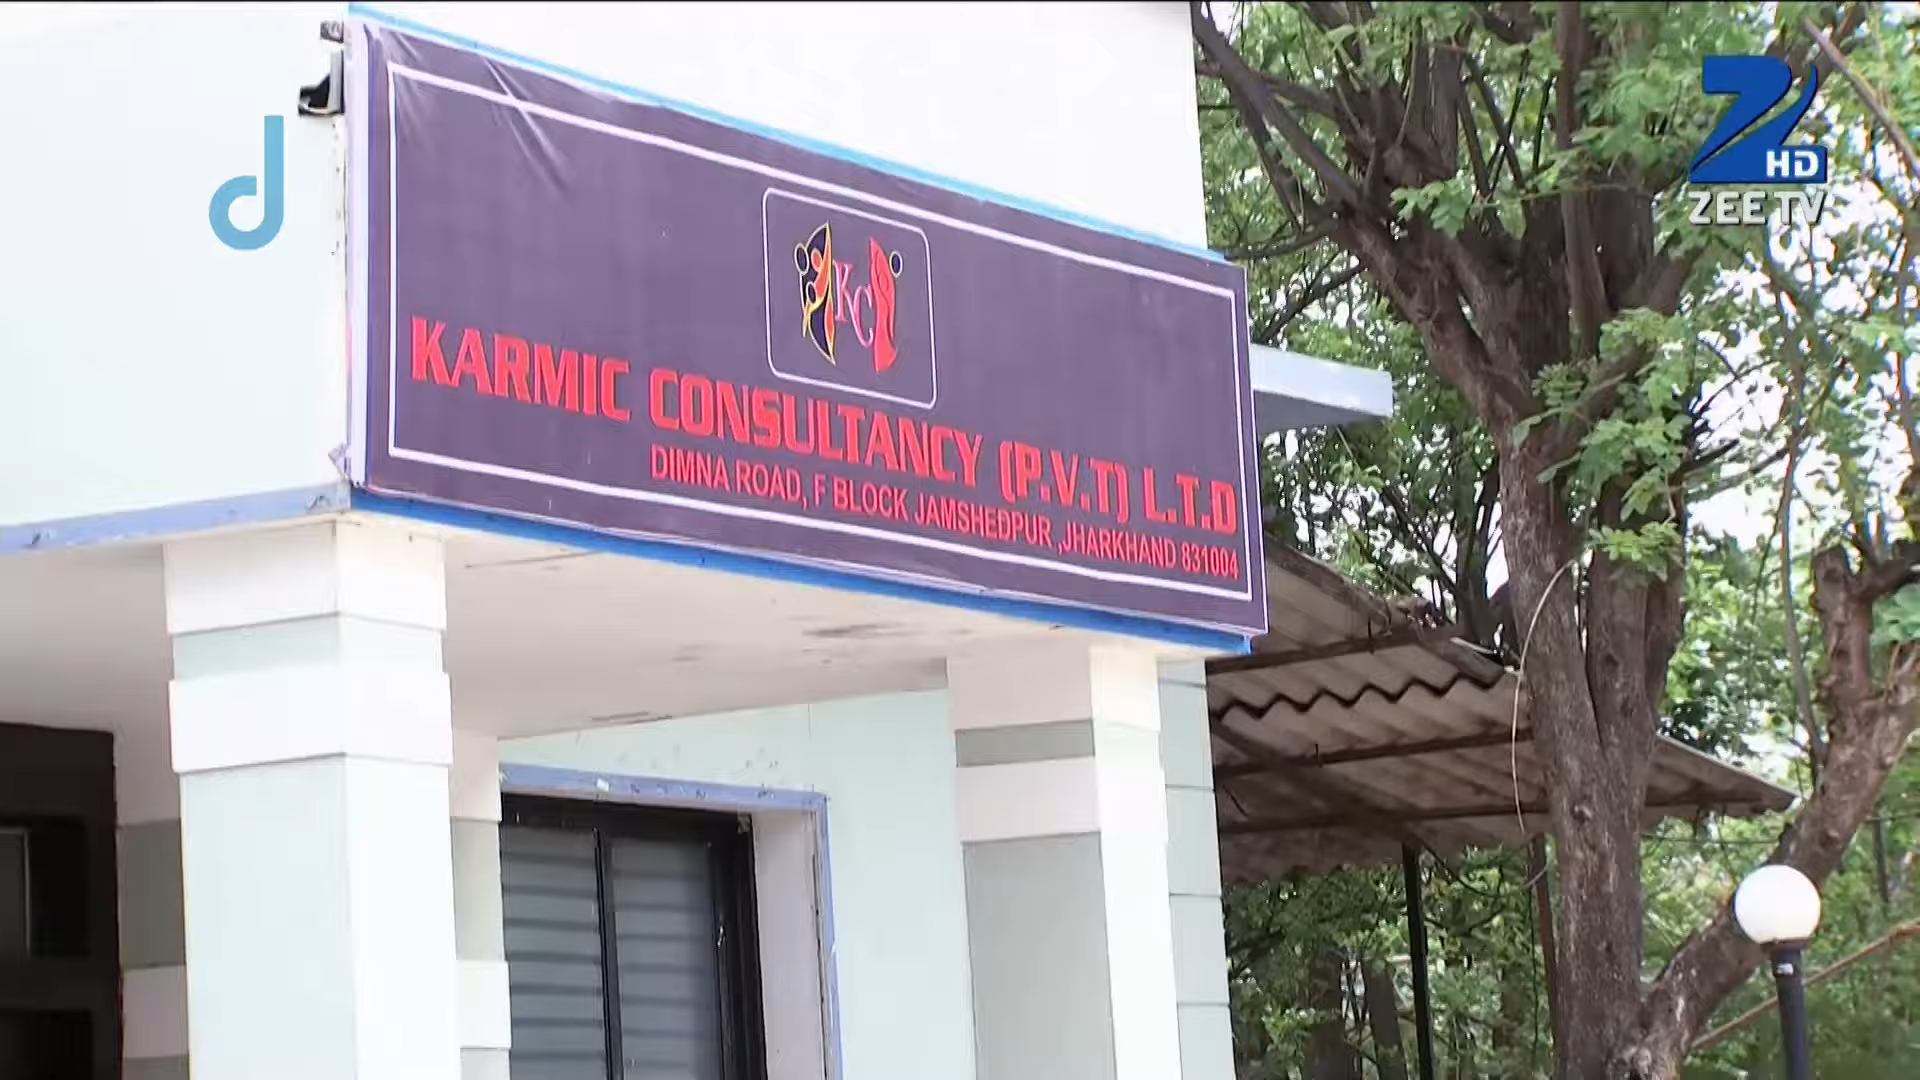 d
Z
HD
ZEE TV
KC
KARMIC CONSULTANCY (P.V.T) L.T.D
DIMNA ROAD, F BLOCK JAMSHEDPUR ,JHARKHAND 831004